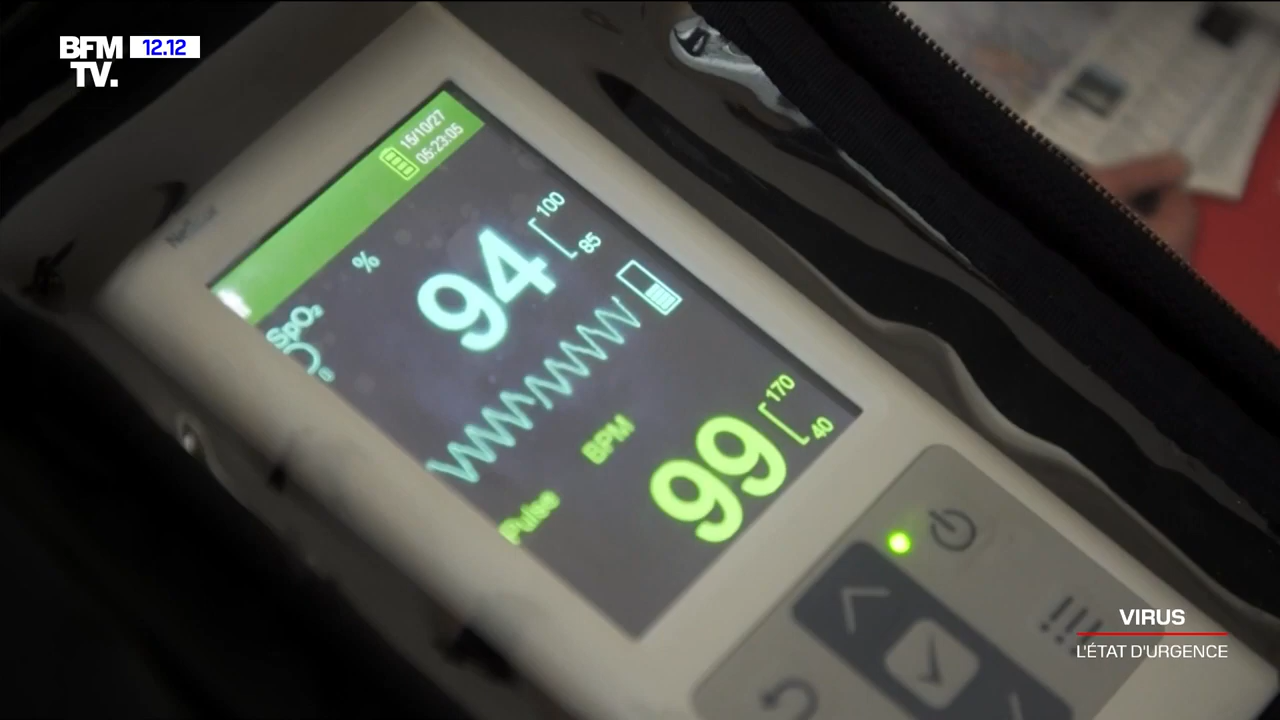 BFM 12.12
TV.
15/10/27
05:23:05
%
SpO₂
94
100
85
BPM
Pulse
99
170
40
VIRUS
L'ÉTAT D'URGENCE